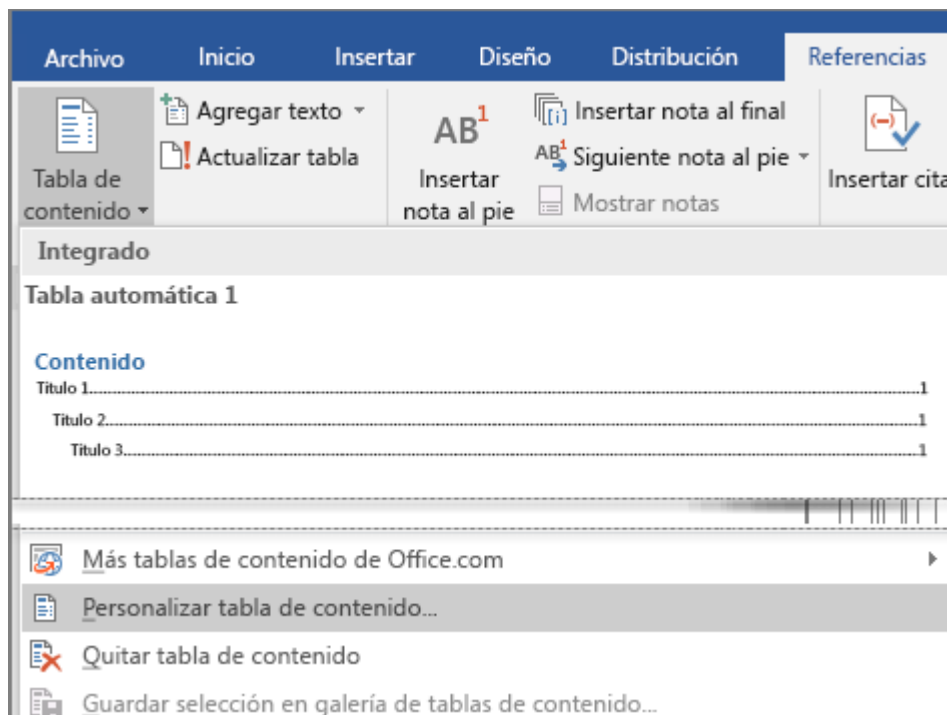 Archivo Inicio Insertar Diseño Distribución Referencias
Tabla de
contenido
Agregar texto
Actualizar tabla
AB1
Insertar
nota al pie
[i] Insertar nota al final
AB1 Siguiente nota al pie
Mostrar notas
(-)
Insertar cita
Integrado
Tabla automática 1
Contenido
Título 1.....1
Título 2.....1
Título 3.....1
Más tablas de contenido de Office.com
Personalizar tabla de contenido...
Quitar tabla de contenido
Guardar selección en galería de tablas de contenido...